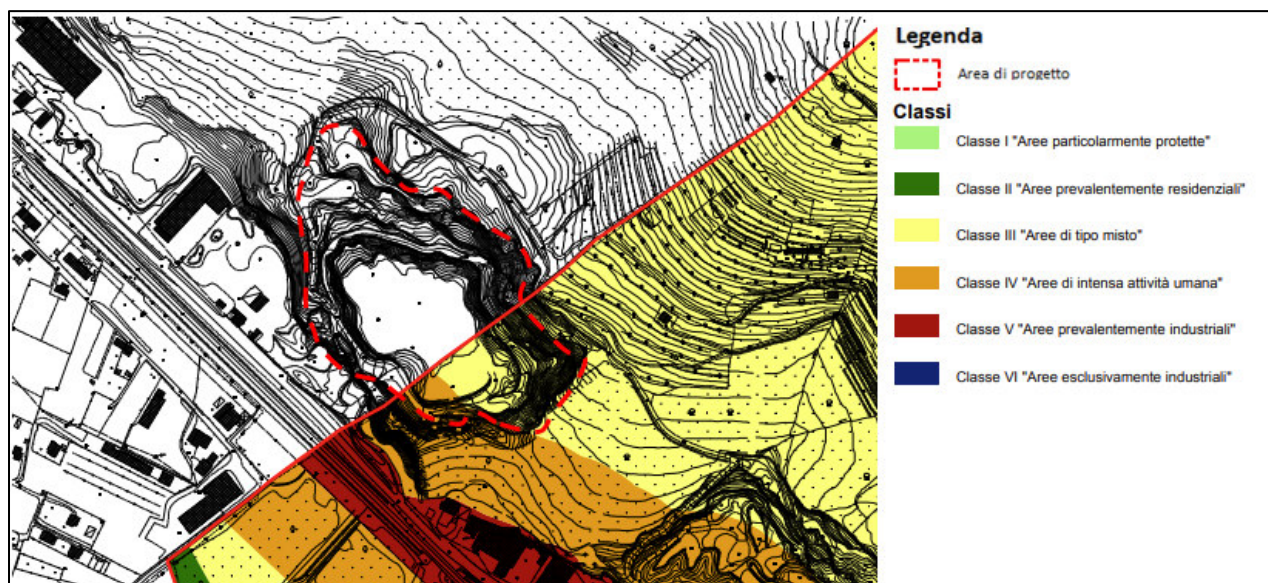 Legenda
Area di progetto
Classi
Classe I "Aree particolarmente protette"
Classe II "Aree prevalentemente residenziali"
Classe III "Aree di tipo misto"
Classe IV "Aree di intensa attività umana"
Classe V "Aree prevalentemente industriali"
Classe VI "Aree esclusivamente industriali"